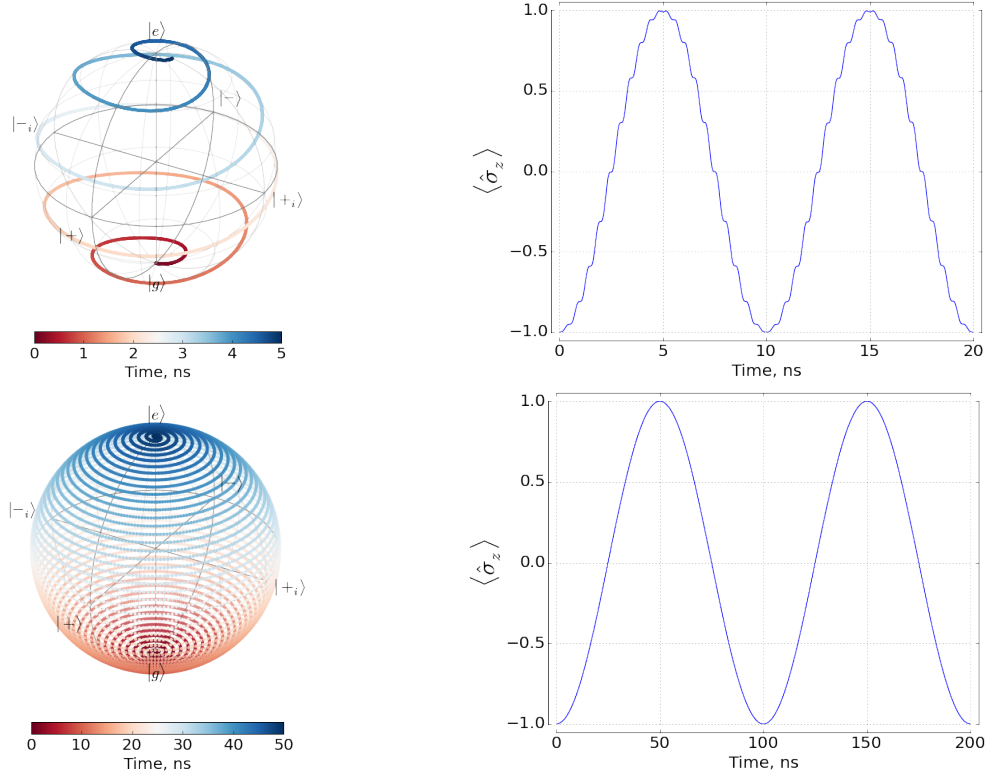 |e⟩
|−⟩
|−ᵢ⟩
|+ᵢ⟩
|+⟩
|g⟩
0 1 2 3 4 5
Time, ns
1.0
0.5
0.0
−0.5
−1.0
⟨σ̂_z⟩
0 5 10 15 20
Time, ns
|e⟩
|−⟩
|−ᵢ⟩
|+ᵢ⟩
|+⟩
|g⟩
0 10 20 30 40 50
Time, ns
1.0
0.5
0.0
−0.5
−1.0
⟨σ̂_z⟩
0 50 100 150 200
Time, ns